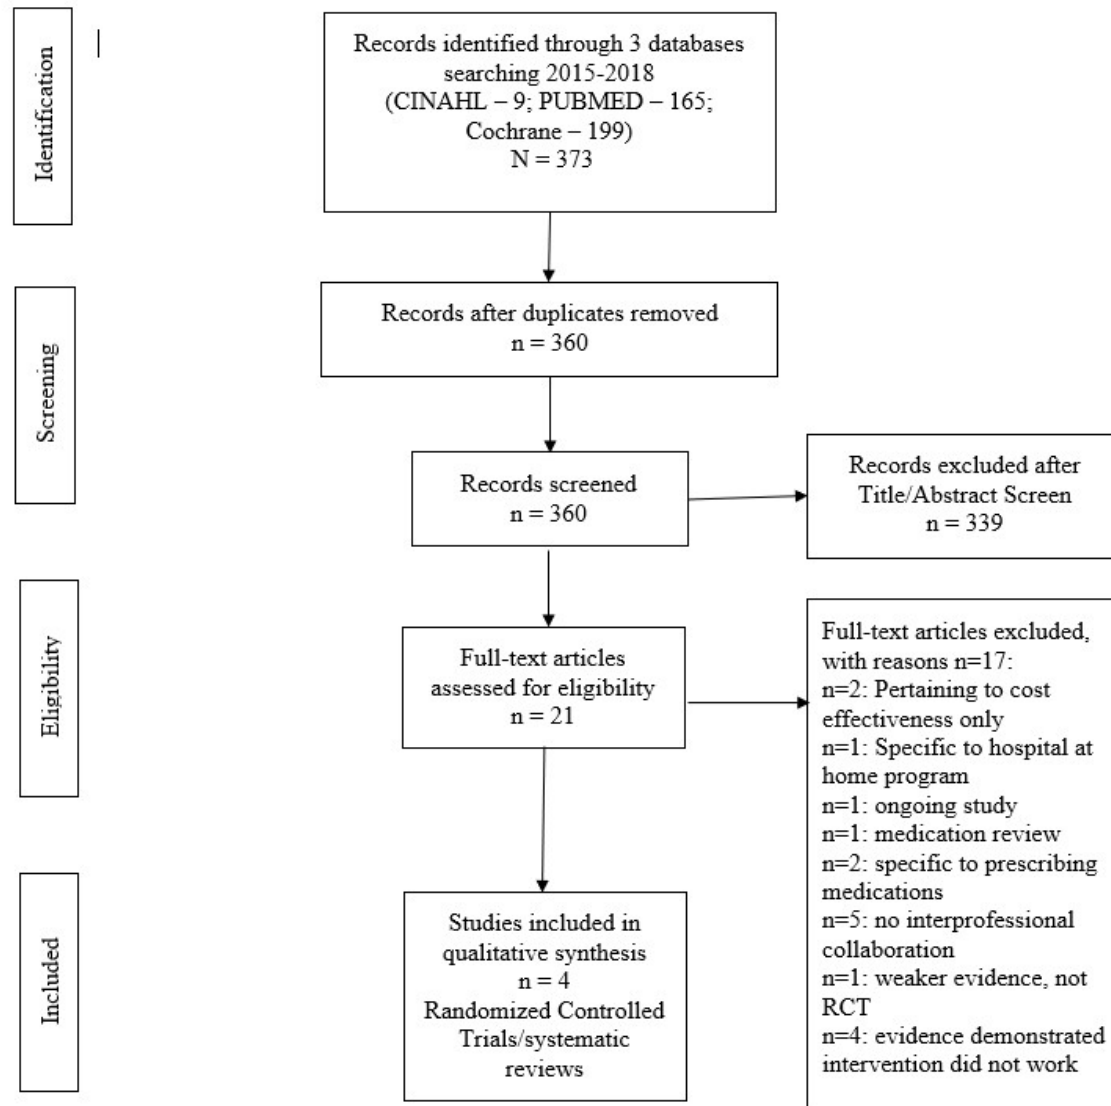 Identification
Records identified through 3 databases
searching 2015-2018
(CINAHL – 9; PUBMED – 165;
Cochrane – 199)
N = 373
Screening
Records after duplicates removed
n = 360
Records screened
n = 360
Records excluded after
Title/Abstract Screen
n = 339
Eligibility
Full-text articles
assessed for eligibility
n = 21
Full-text articles excluded,
with reasons n=17:
n=2: Pertaining to cost
effectiveness only
n=1: Specific to hospital at
home program
n=1: ongoing study
n=1: medication review
n=2: specific to prescribing
medications
n=5: no interprofessional
collaboration
n=1: weaker evidence, not
RCT
n=4: evidence demonstrated
intervention did not work
Included
Studies included in
qualitative synthesis
n = 4
Randomized Controlled
Trials/systematic
reviews